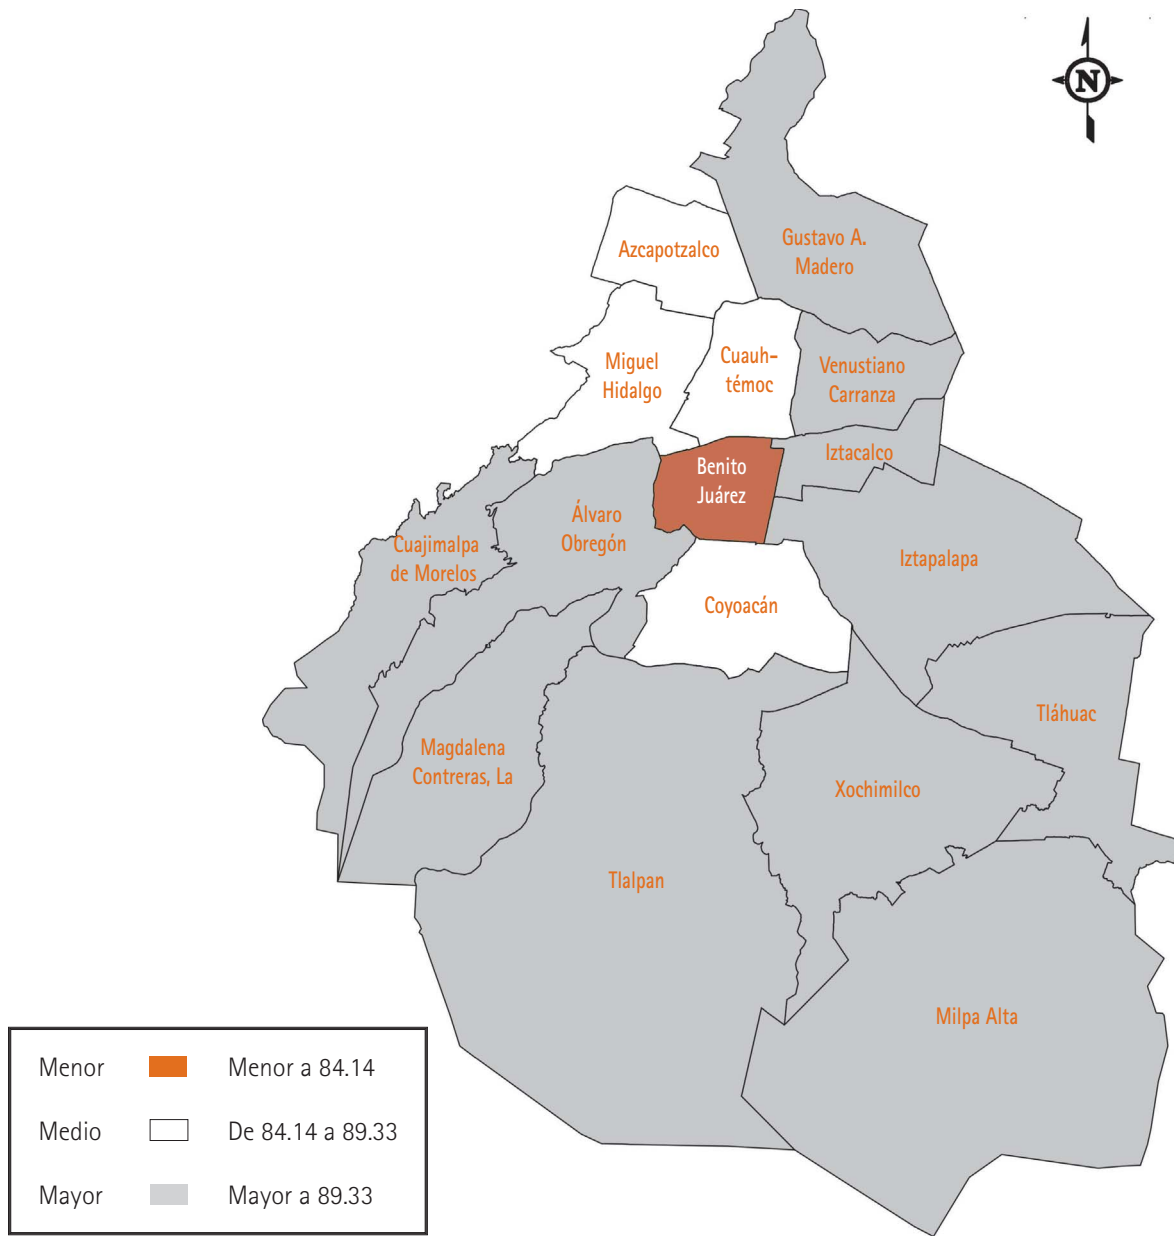 N
Gustavo A.
Madero
Azcapotzalco
Miguel
Hidalgo
Cuauh-
témoc
Venustiano
Carranza
Iztacalco
Benito
Juárez
Álvaro
Obregón
Cuajimalpa
de Morelos
Iztapalapa
Coyoacán
Tláhuac
Magdalena
Contreras, La
Xochimilco
Tlalpan
Milpa Alta
Menor Menor a 84.14
Medio De 84.14 a 89.33
Mayor Mayor a 89.33